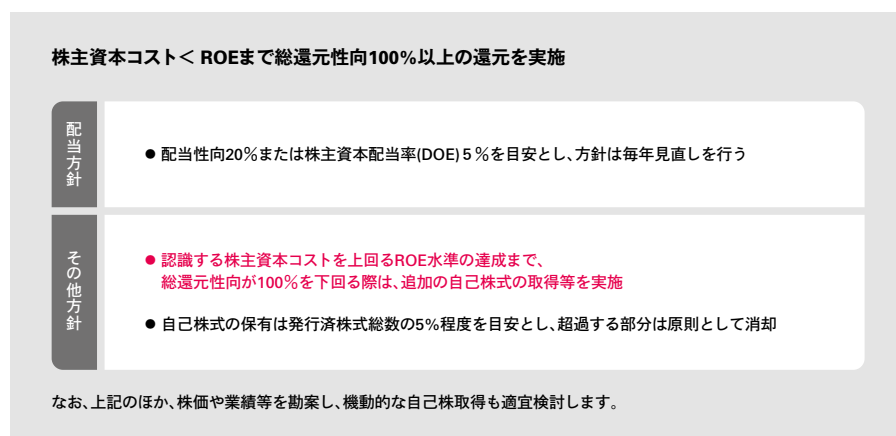 株主資本コスト＜ ROEまで総還元性向100%以上の還元を実施
配当方針
● 配当性向20％または株主資本配当率(DOE) 5 ％を目安とし、方針は毎年見直しを行う
その他方針
● 認識する株主資本コストを上回るROE水準の達成まで、
総還元性向が100％を下回る際は、追加の自己株式の取得等を実施
● 自己株式の保有は発行済株式総数の5%程度を目安とし、超過する部分は原則として消却
なお、上記のほか、株価や業績等を勘案し、機動的な自己株取得も適宜検討します。